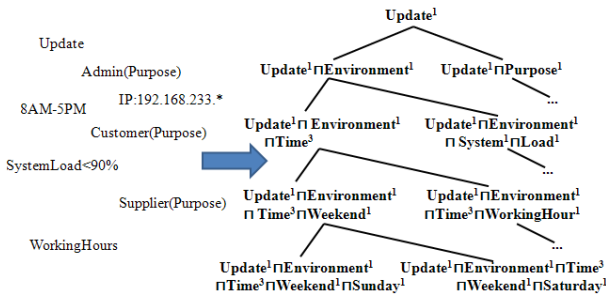 Update
Admin(Purpose)
IP:192.168.233.*
8AM-5PM
Customer(Purpose)
SystemLoad<90%
Supplier(Purpose)
WorkingHours
Update¹
Update¹⊓Environment¹
Update¹⊓Purpose¹
...
Update¹⊓ Environment¹
⊓Time³
Update¹⊓Environment¹
⊓ System¹⊓Load¹
...
Update¹⊓Environment¹
⊓ Time³⊓Weekend¹
Update¹⊓Environment¹
⊓Time³⊓WorkingHour¹
...
Update¹⊓Environment¹
⊓Time³⊓Weekend¹⊓Sunday¹
Update¹⊓Environment¹⊓Time³
⊓Weekend¹⊓Saturday¹